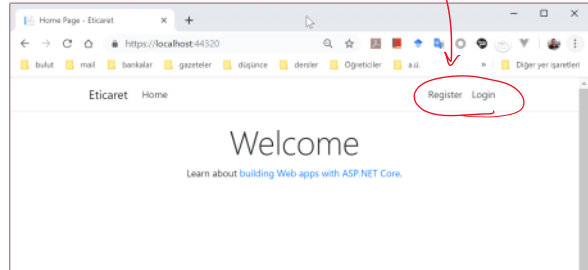 Home Page - Eticaret
https://localhost:44320
bulut mail bankalar gazeteler düşünce dersler Öğreticiler a.ü. » Diğer yer işaretleri
Eticaret Home Register Login
Welcome
Learn about building Web apps with ASP.NET Core.